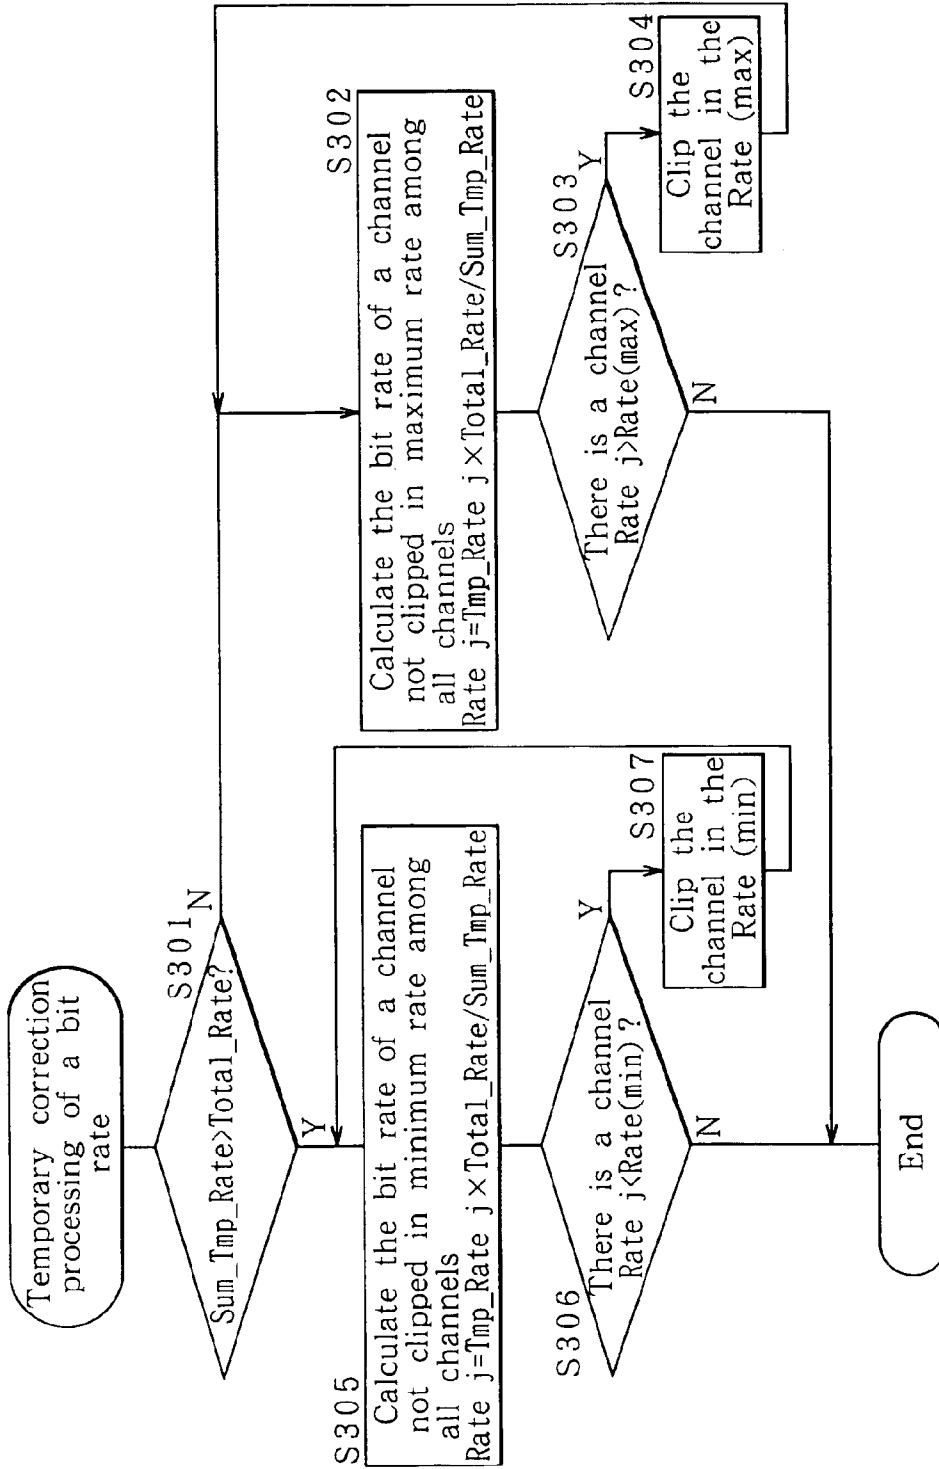 Temporary correction
processing of a bit
rate
S301
Sum_Tmp_Rate>Total_Rate?
N
Y
S302
Calculate the bit rate of a channel
not clipped in maximum rate among
all channels
Rate j=Tmp_Rate j×Total_Rate/Sum_Tmp_Rate
S303
There is a channel
Rate j>Rate(max)?
Y
N
S304
Clip the
channel in the
Rate (max)
S305
Calculate the bit rate of a channel
not clipped in minimum rate among
all channels
Rate j=Tmp_Rate j×Total_Rate/Sum_Tmp_Rate
S306
There is a channel
Rate j<Rate(min)?
Y
N
S307
Clip the
channel in the
Rate (min)
End